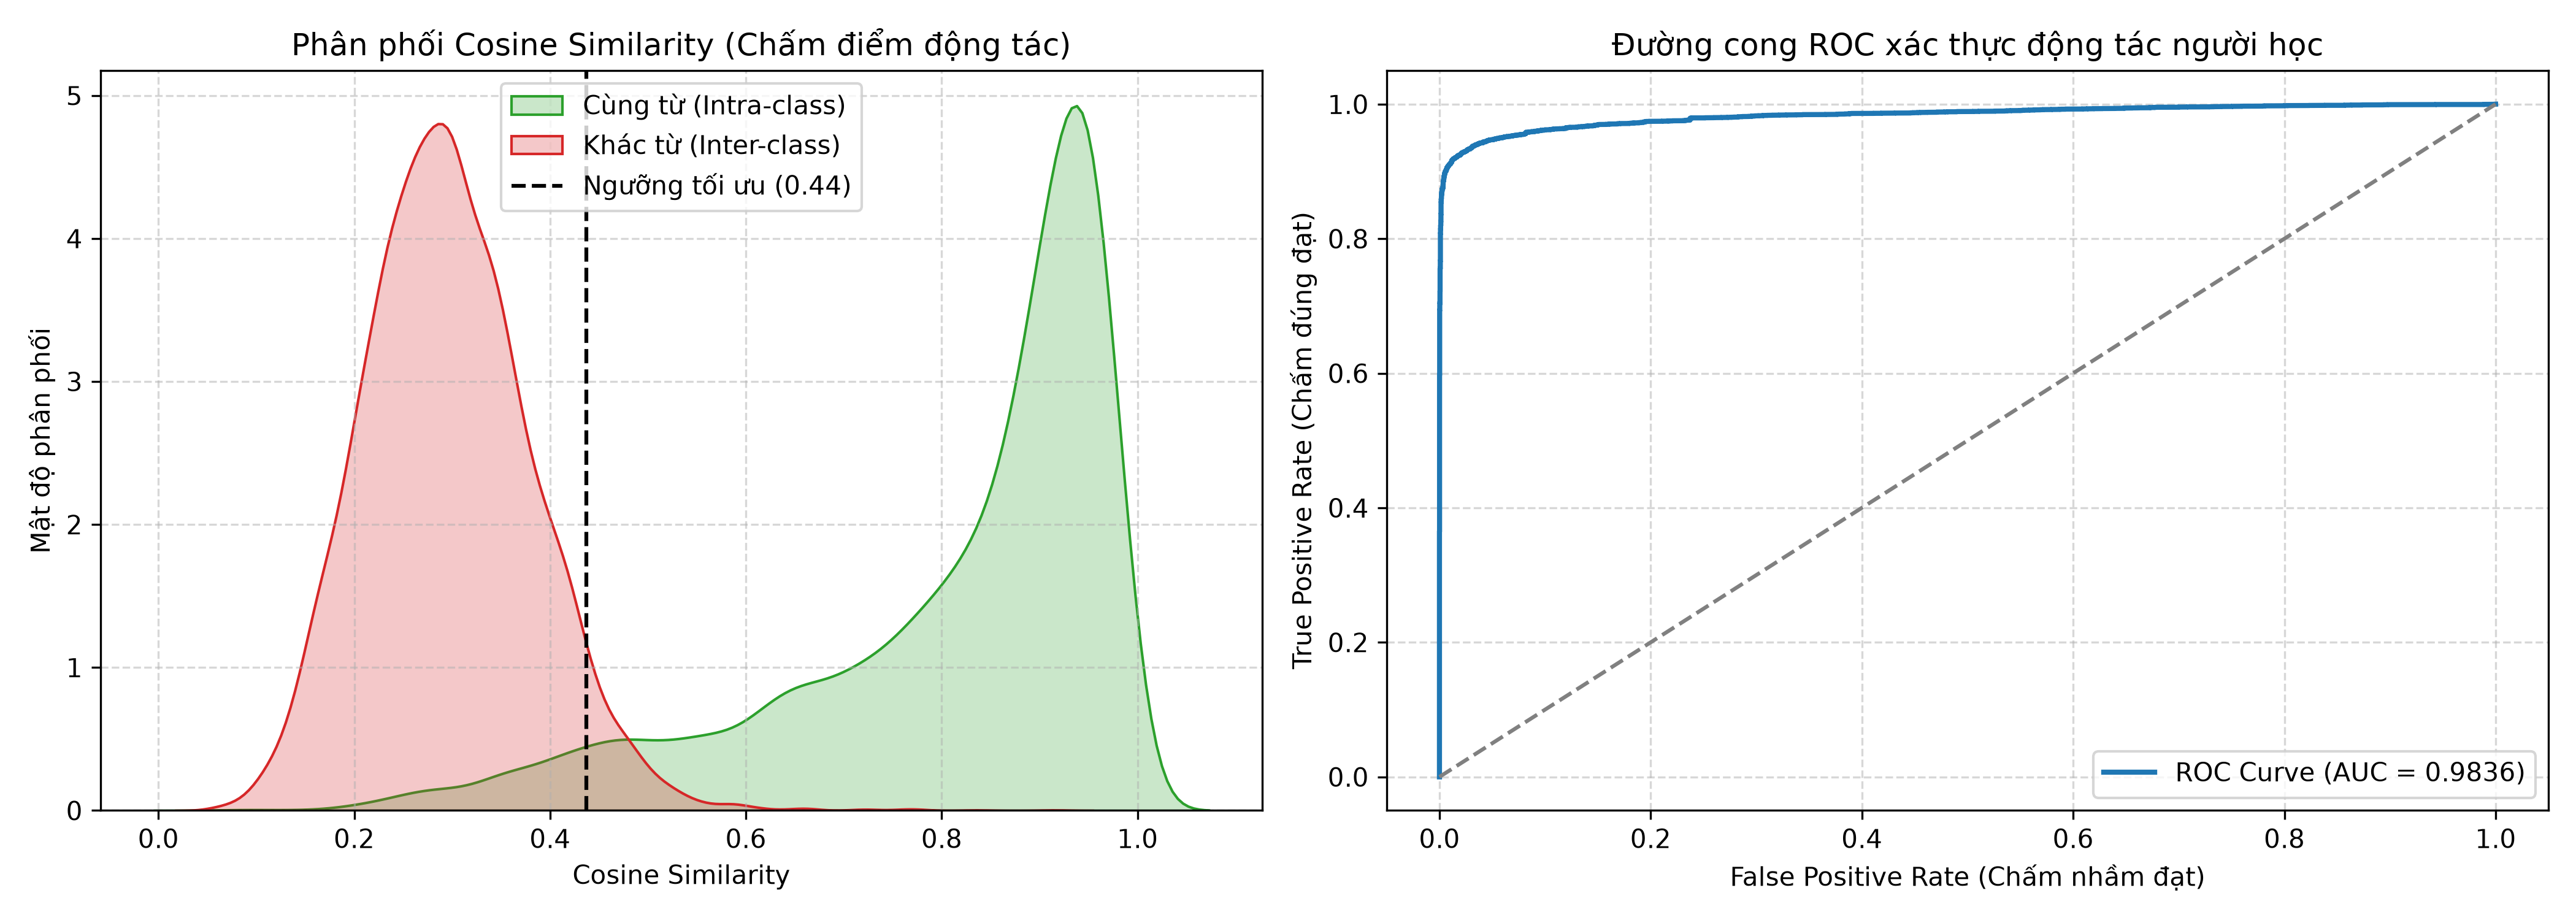 Phân phối Cosine Similarity (Chấm điểm động tác)
Mật độ phân phối
5
4
3
2
1
0
Cùng từ (Intra-class)
Khác từ (Inter-class)
Ngưỡng tối ưu (0.44)
0.0 0.2 0.4 0.6 0.8 1.0
Cosine Similarity
Đường cong ROC xác thực động tác người học
True Positive Rate (Chấm đúng đạt)
1.0
0.8
0.6
0.4
0.2
0.0
ROC Curve (AUC = 0.9836)
0.0 0.2 0.4 0.6 0.8 1.0
False Positive Rate (Chấm nhầm đạt)